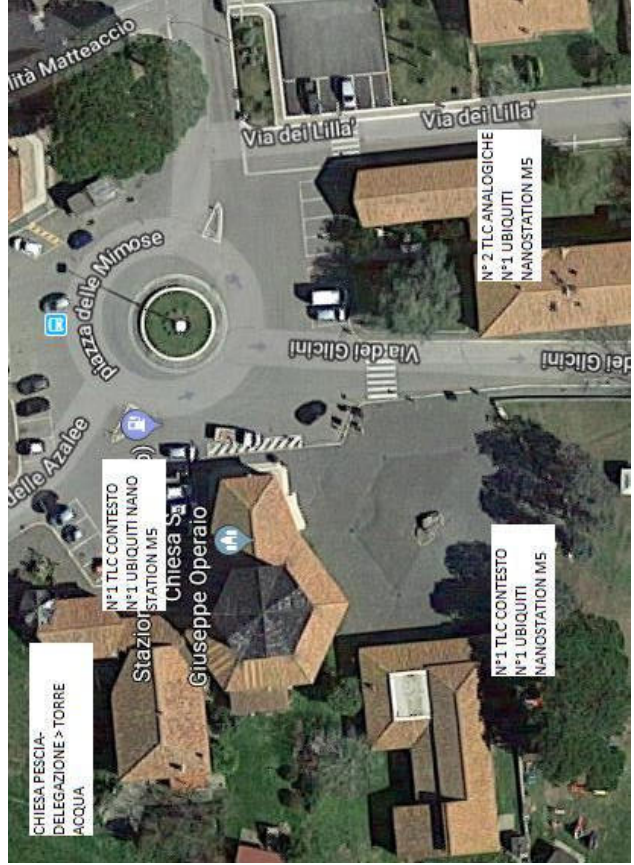 lità Matteaccio
Via dei Lilla'
Via dei Lilla'
piazza delle Mimose
N° 2 TLC ANALOGICHE
N°1 UBIQUITI
NANOSTATION M5
Via dei Glicini
dei Glicini
delle Azalee
N°1 TLC CONTESTO
N°1 UBIQUITI NANO
STATION M5
Stazion
Chiesa S.
Giuseppe Operaio
N°1 TLC CONTESTO
N°1 UBIQUITI
NANOSTATION M5
CHIESA PESCIA-
DELEGAZIONE > TORRE
ACQUA